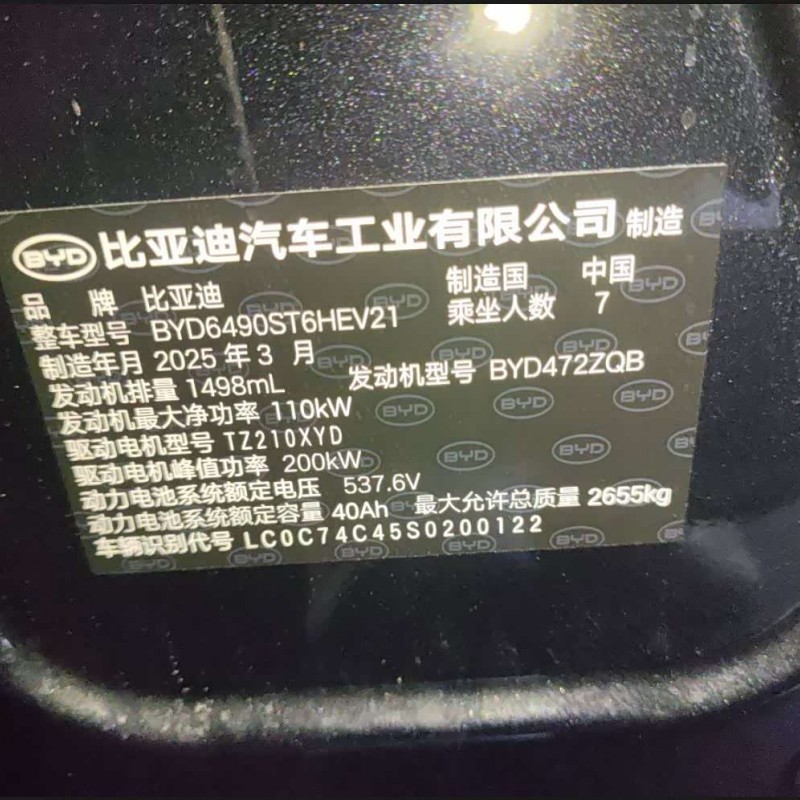 BYD 比亚迪汽车工业有限公司 制造
品 牌 比亚迪 制造国 中国
整车型号 BYD6490ST6HEV21 乘坐人数 7
制造年月 2025 年 3 月
发动机排量 1498mL 发动机型号 BYD472ZQB
发动机最大净功率 110kW
驱动电机型号 TZ210XYD
驱动电机峰值功率 200kW
动力电池系统额定电压 537.6V
动力电池系统额定容量 40Ah 最大允许总质量 2655kg
车辆识别代号 LC0C74C45S0200122